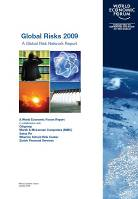 WORLD
ECONOMIC
FORUM
Global Risks 2009
A Global Risk Network Report
A World Economic Forum Report
in collaboration with
Citigroup
Marsh & McLennan Companies (MMC)
Swiss Re
Wharton School Risk Center
Zurich Financial Services